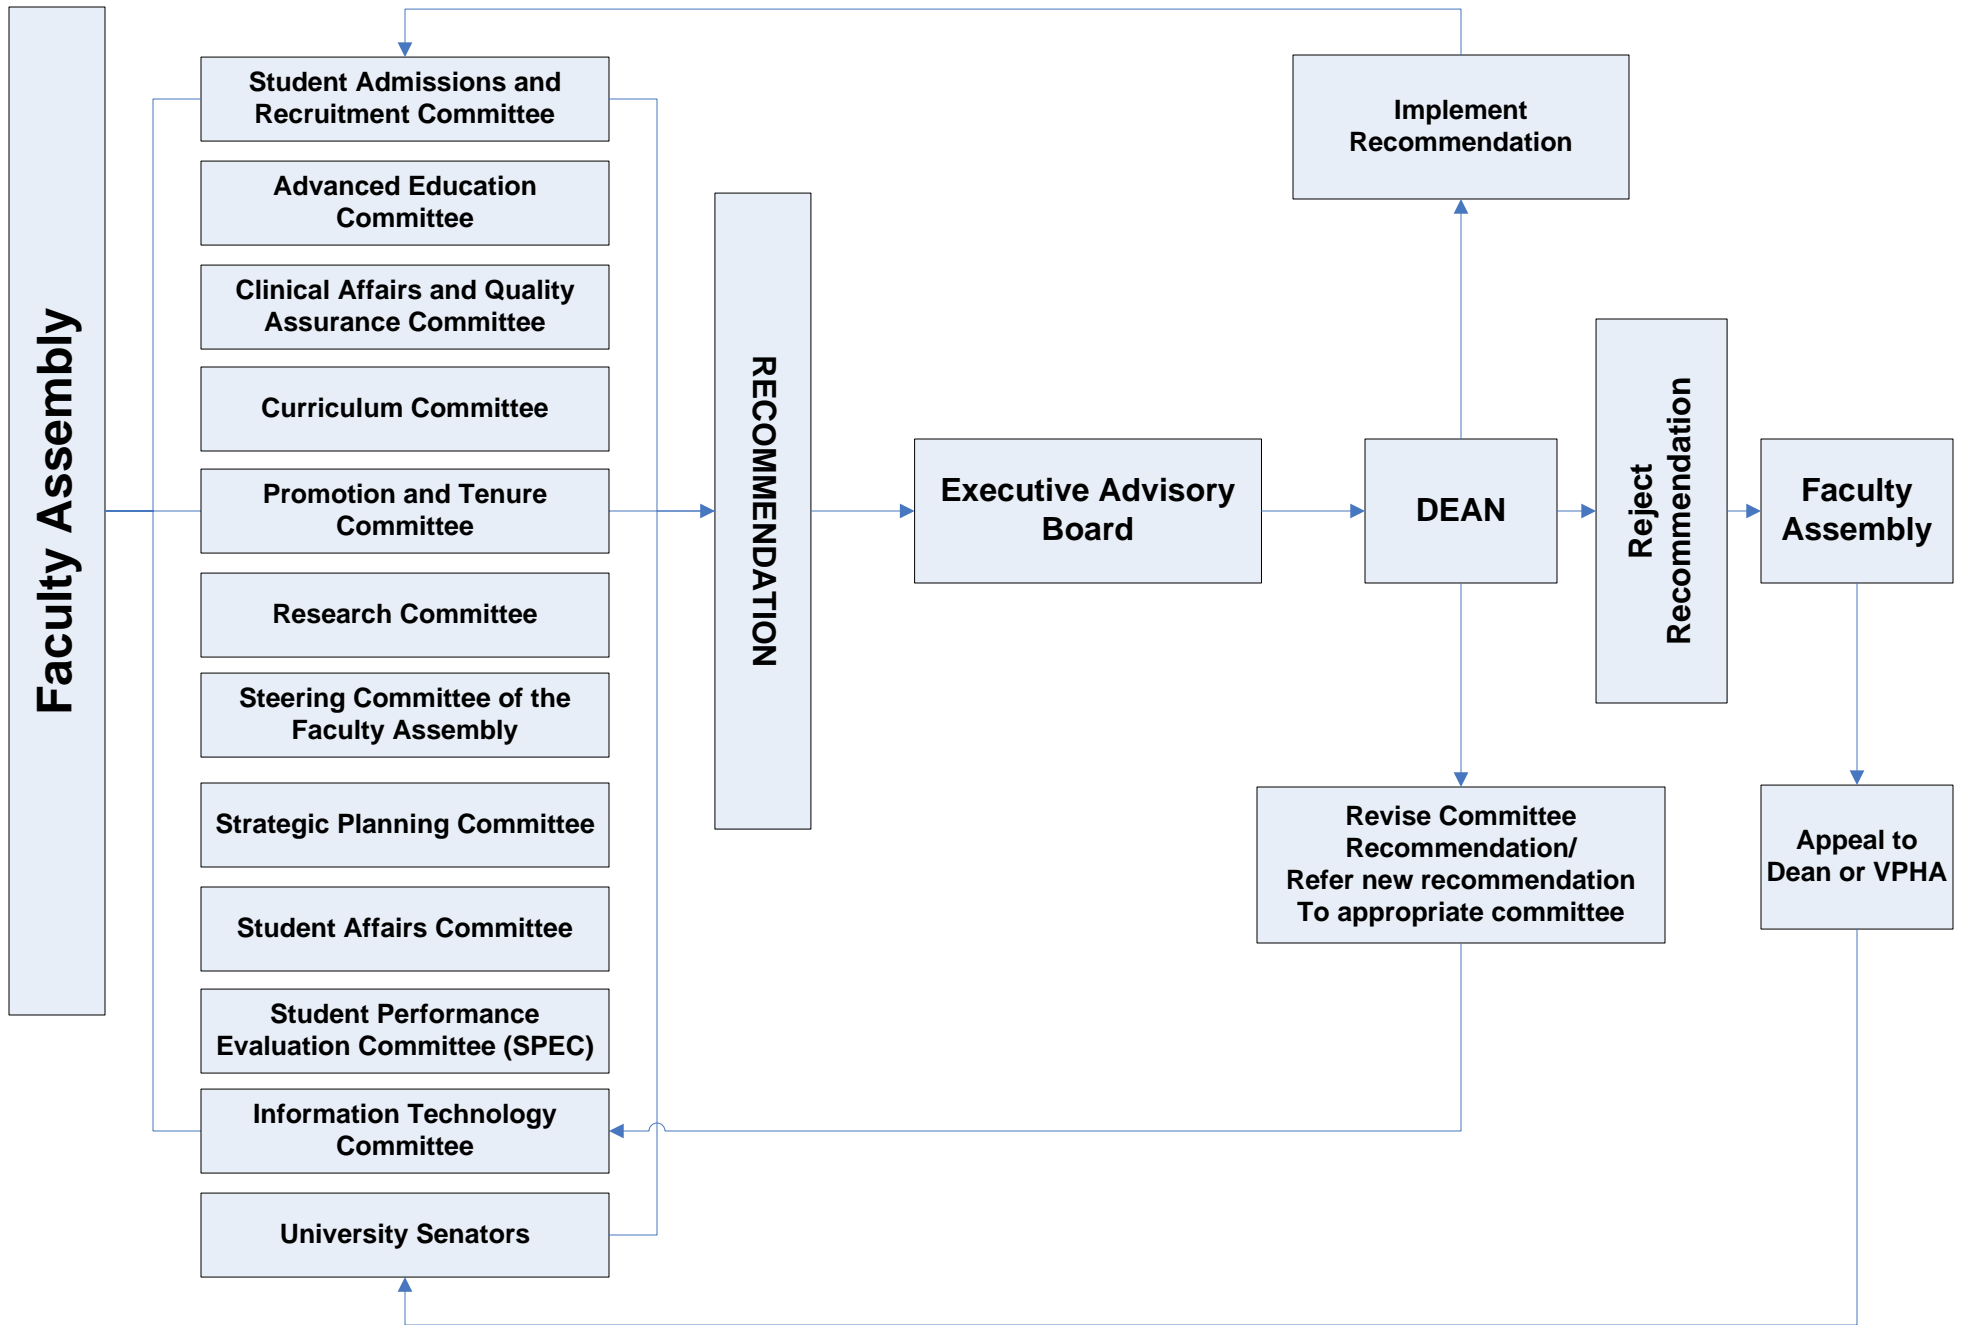 Faculty Assembly
Student Admissions and
Recruitment Committee
Advanced Education
Committee
Clinical Affairs and Quality
Assurance Committee
Curriculum Committee
Promotion and Tenure
Committee
Research Committee
Steering Committee of the
Faculty Assembly
Strategic Planning Committee
Student Affairs Committee
Student Performance
Evaluation Committee (SPEC)
Information Technology
Committee
University Senators
RECOMMENDATION
Executive Advisory
Board
DEAN
Implement
Recommendation
Revise Committee
Recommendation/
Refer new recommendation
To appropriate committee
Reject
Recommendation
Faculty
Assembly
Appeal to
Dean or VPHA